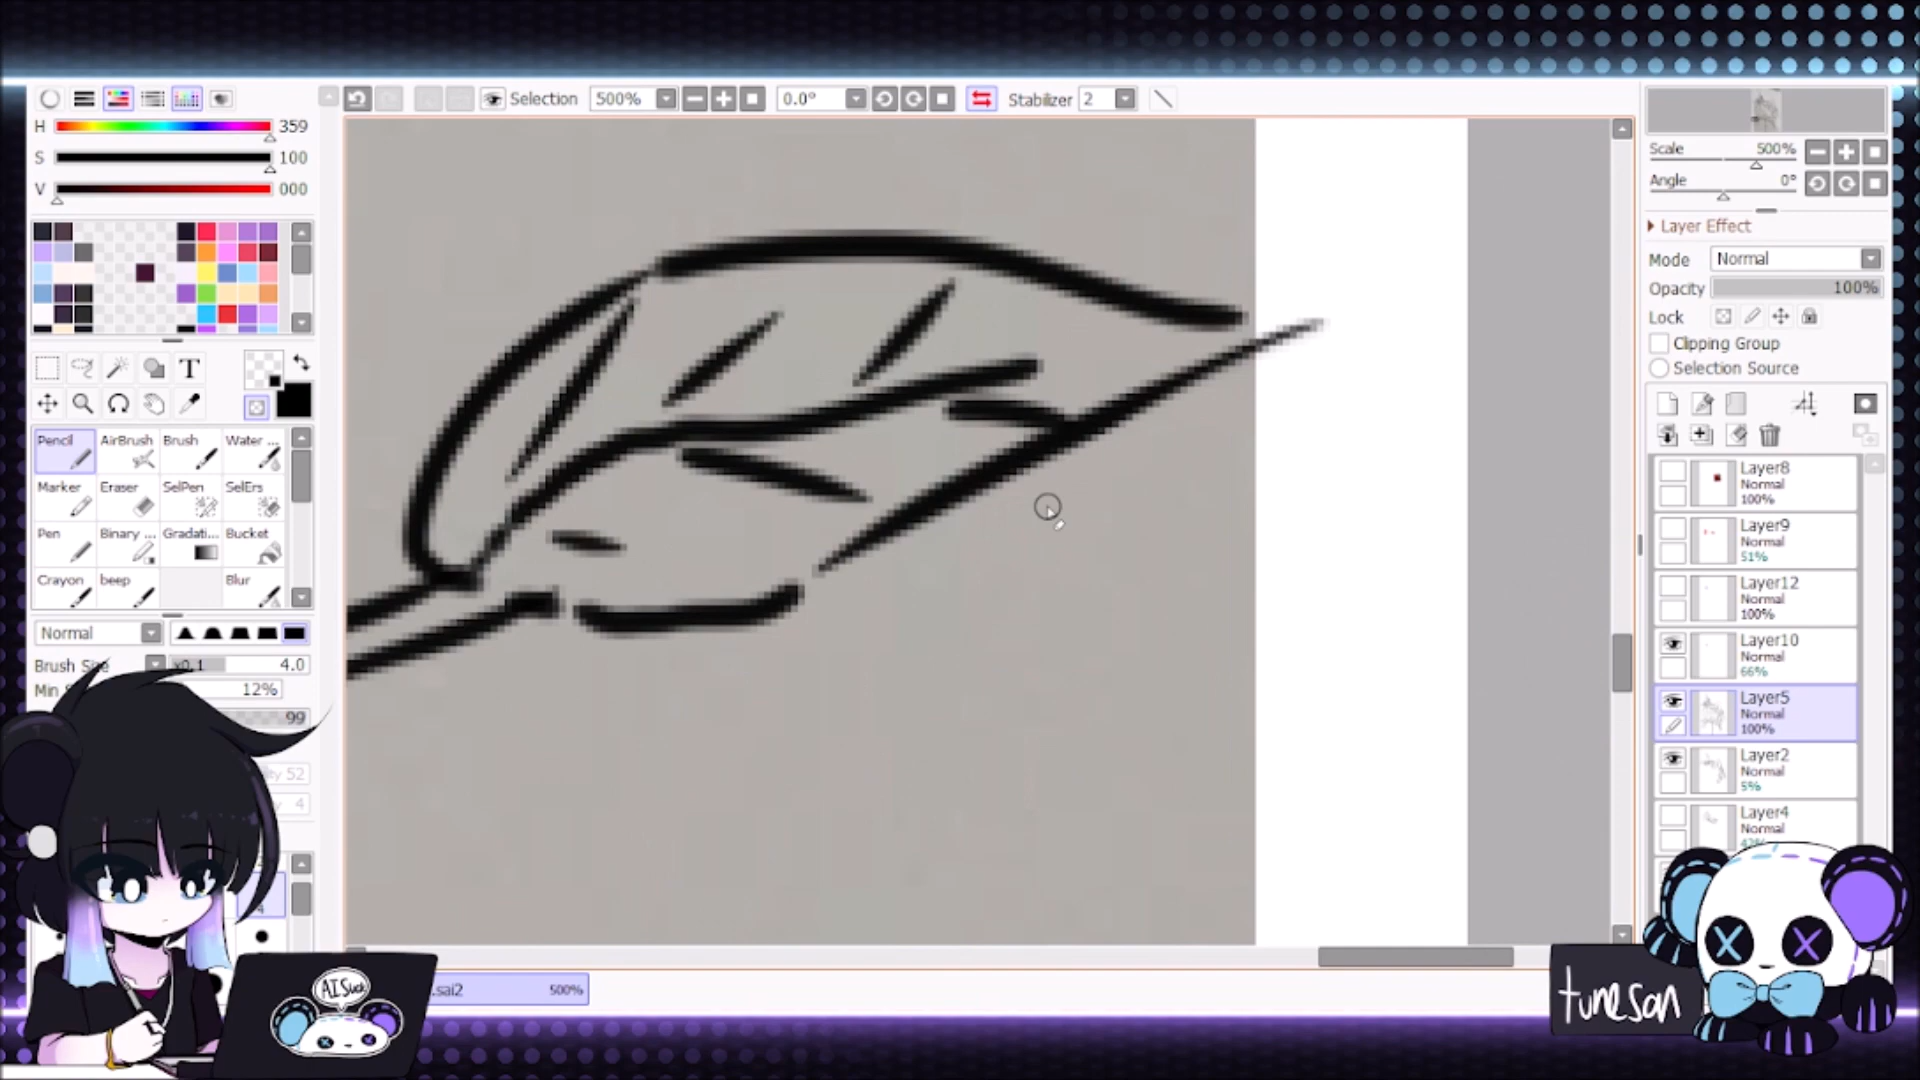 Selection 500% 0.0° Stabilizer 2
H 359
S 100
V 000
T
Pencil AirBrush Brush Water ...
Marker Eraser SelPen SelErs
Pen Binary ... Gradati... Bucket
Crayon beep Blur
Normal
Brush x0.1 4.0
Min 12%
99
52
4
.sai2 500%
AI Suck
Scale 500%
Angle 0°
Layer Effect
Mode Normal
Opacity 100%
Lock
Clipping Group
Selection Source
Layer8
Normal
100%
Layer9
Normal
51%
Layer12
Normal
100%
Layer10
Normal
66%
Layer5
Normal
100%
Layer2
Normal
5%
Layer4
Normal
tuneson